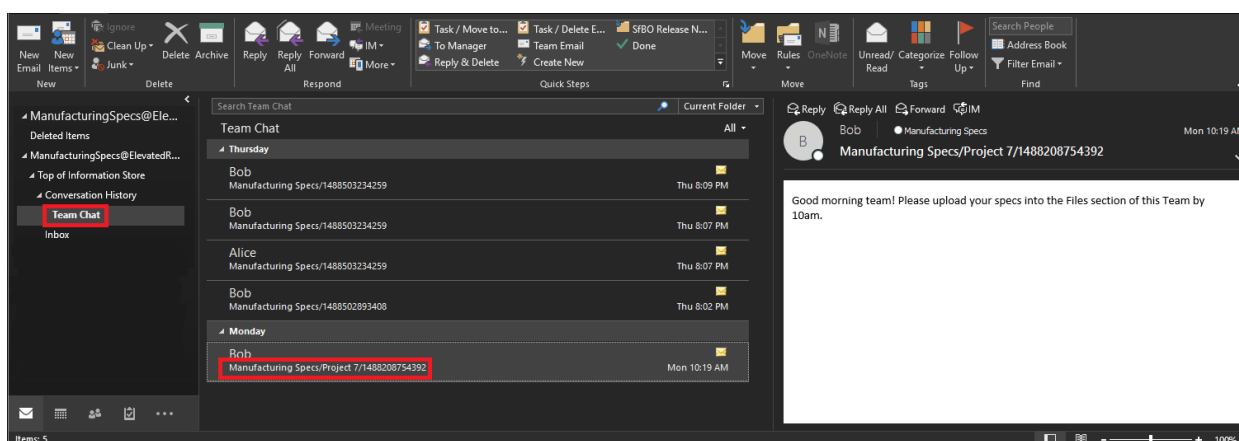 Ignore
Clean Up
Junk
Delete
Archive
New Email
New Items
Reply
Reply All
Forward
Meeting
IM
More
Task / Move to...
To Manager
Reply & Delete
Task / Delete E...
Team Email
Create New
SfBO Release N...
Done
Move
Rules
OneNote
Unread/ Read
Categorize
Follow Up
Search People
Address Book
Filter Email
New
Delete
Respond
Quick Steps
Move
Tags
Find
ManufacturingSpecs@Ele...
Deleted Items
ManufacturingSpecs@ElevatedR...
Top of Information Store
Conversation History
Team Chat
Inbox
Search Team Chat
Current Folder
Team Chat
All
Thursday
Bob
Manufacturing Specs/1488503234259
Thu 8:09 PM
Bob
Manufacturing Specs/1488503234259
Thu 8:07 PM
Alice
Manufacturing Specs/1488503234259
Thu 8:07 PM
Bob
Manufacturing Specs/1488502893408
Thu 8:02 PM
Monday
Bob
Manufacturing Specs/Project 7/1488208754392
Mon 10:19 AM
Reply
Reply All
Forward
IM
B
Bob
Manufacturing Specs
Mon 10:19 AM
Manufacturing Specs/Project 7/1488208754392
Good morning team! Please upload your specs into the Files section of this Team by
10am.
Items: 5
100%